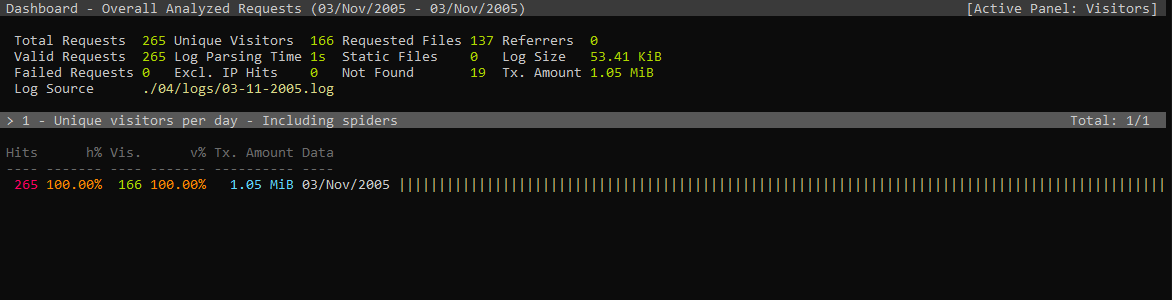 Dashboard - Overall Analyzed Requests (03/Nov/2005 - 03/Nov/2005) [Active Panel: Visitors]
Total Requests 265 Unique Visitors 166 Requested Files 137 Referrers 0
Valid Requests 265 Log Parsing Time 1s Static Files 0 Log Size 53.41 KiB
Failed Requests 0 Excl. IP Hits 0 Not Found 19 Tx. Amount 1.05 MiB
Log Source ./04/logs/03-11-2005.log
> 1 - Unique visitors per day - Including spiders Total: 1/1
Hits h% Vis. v% Tx. Amount Data
---- ------- ---- ------- ---------- ----
265 100.00% 166 100.00% 1.05 MiB 03/Nov/2005 ||||||||||||||||||||||||||||||||||||||||||||||||||||||||||||||||||||||||||||||||||||||||||||||||